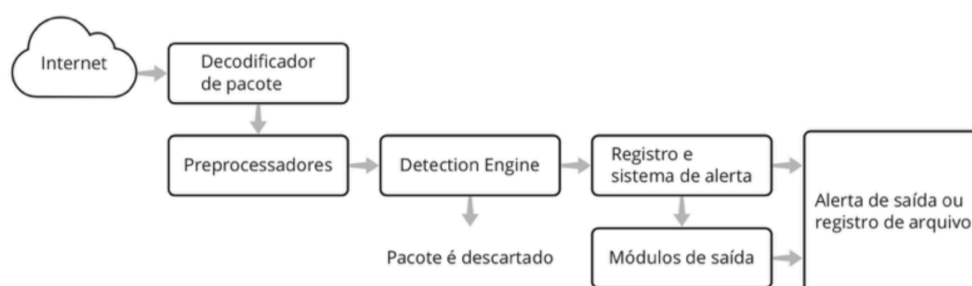 Internet
Decodificador
de pacote
Preprocessadores
Detection Engine
Registro e
sistema de alerta
Alerta de saída ou
registro de arquivo
Pacote é descartado
Módulos de saída